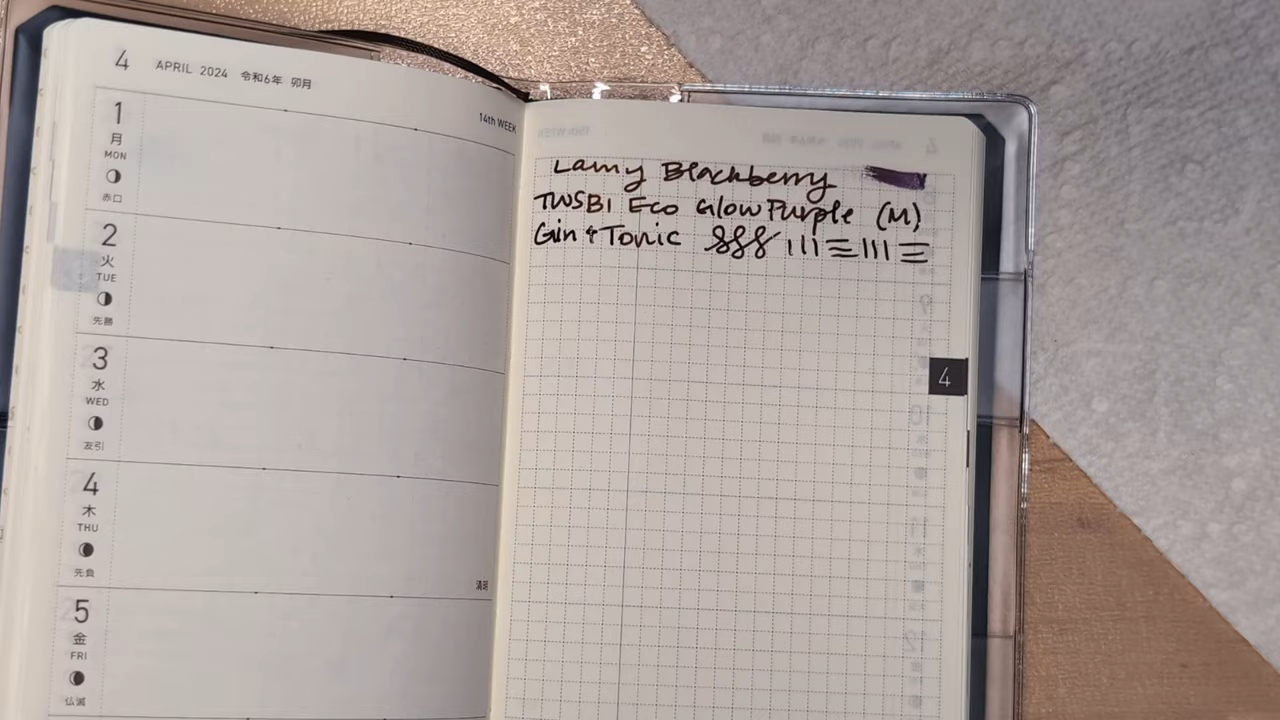 4 APRIL 2024 令和6年 卯月
14th WEEK
1
月
MON
赤口
2
火
TUE
先勝
3
水
WED
友引
4
木
THU
先負
清明
5
金
FRI
仏滅
Lamy Blackberry
TWSBI Eco Glow Purple (M)
Gin & Tonic
4